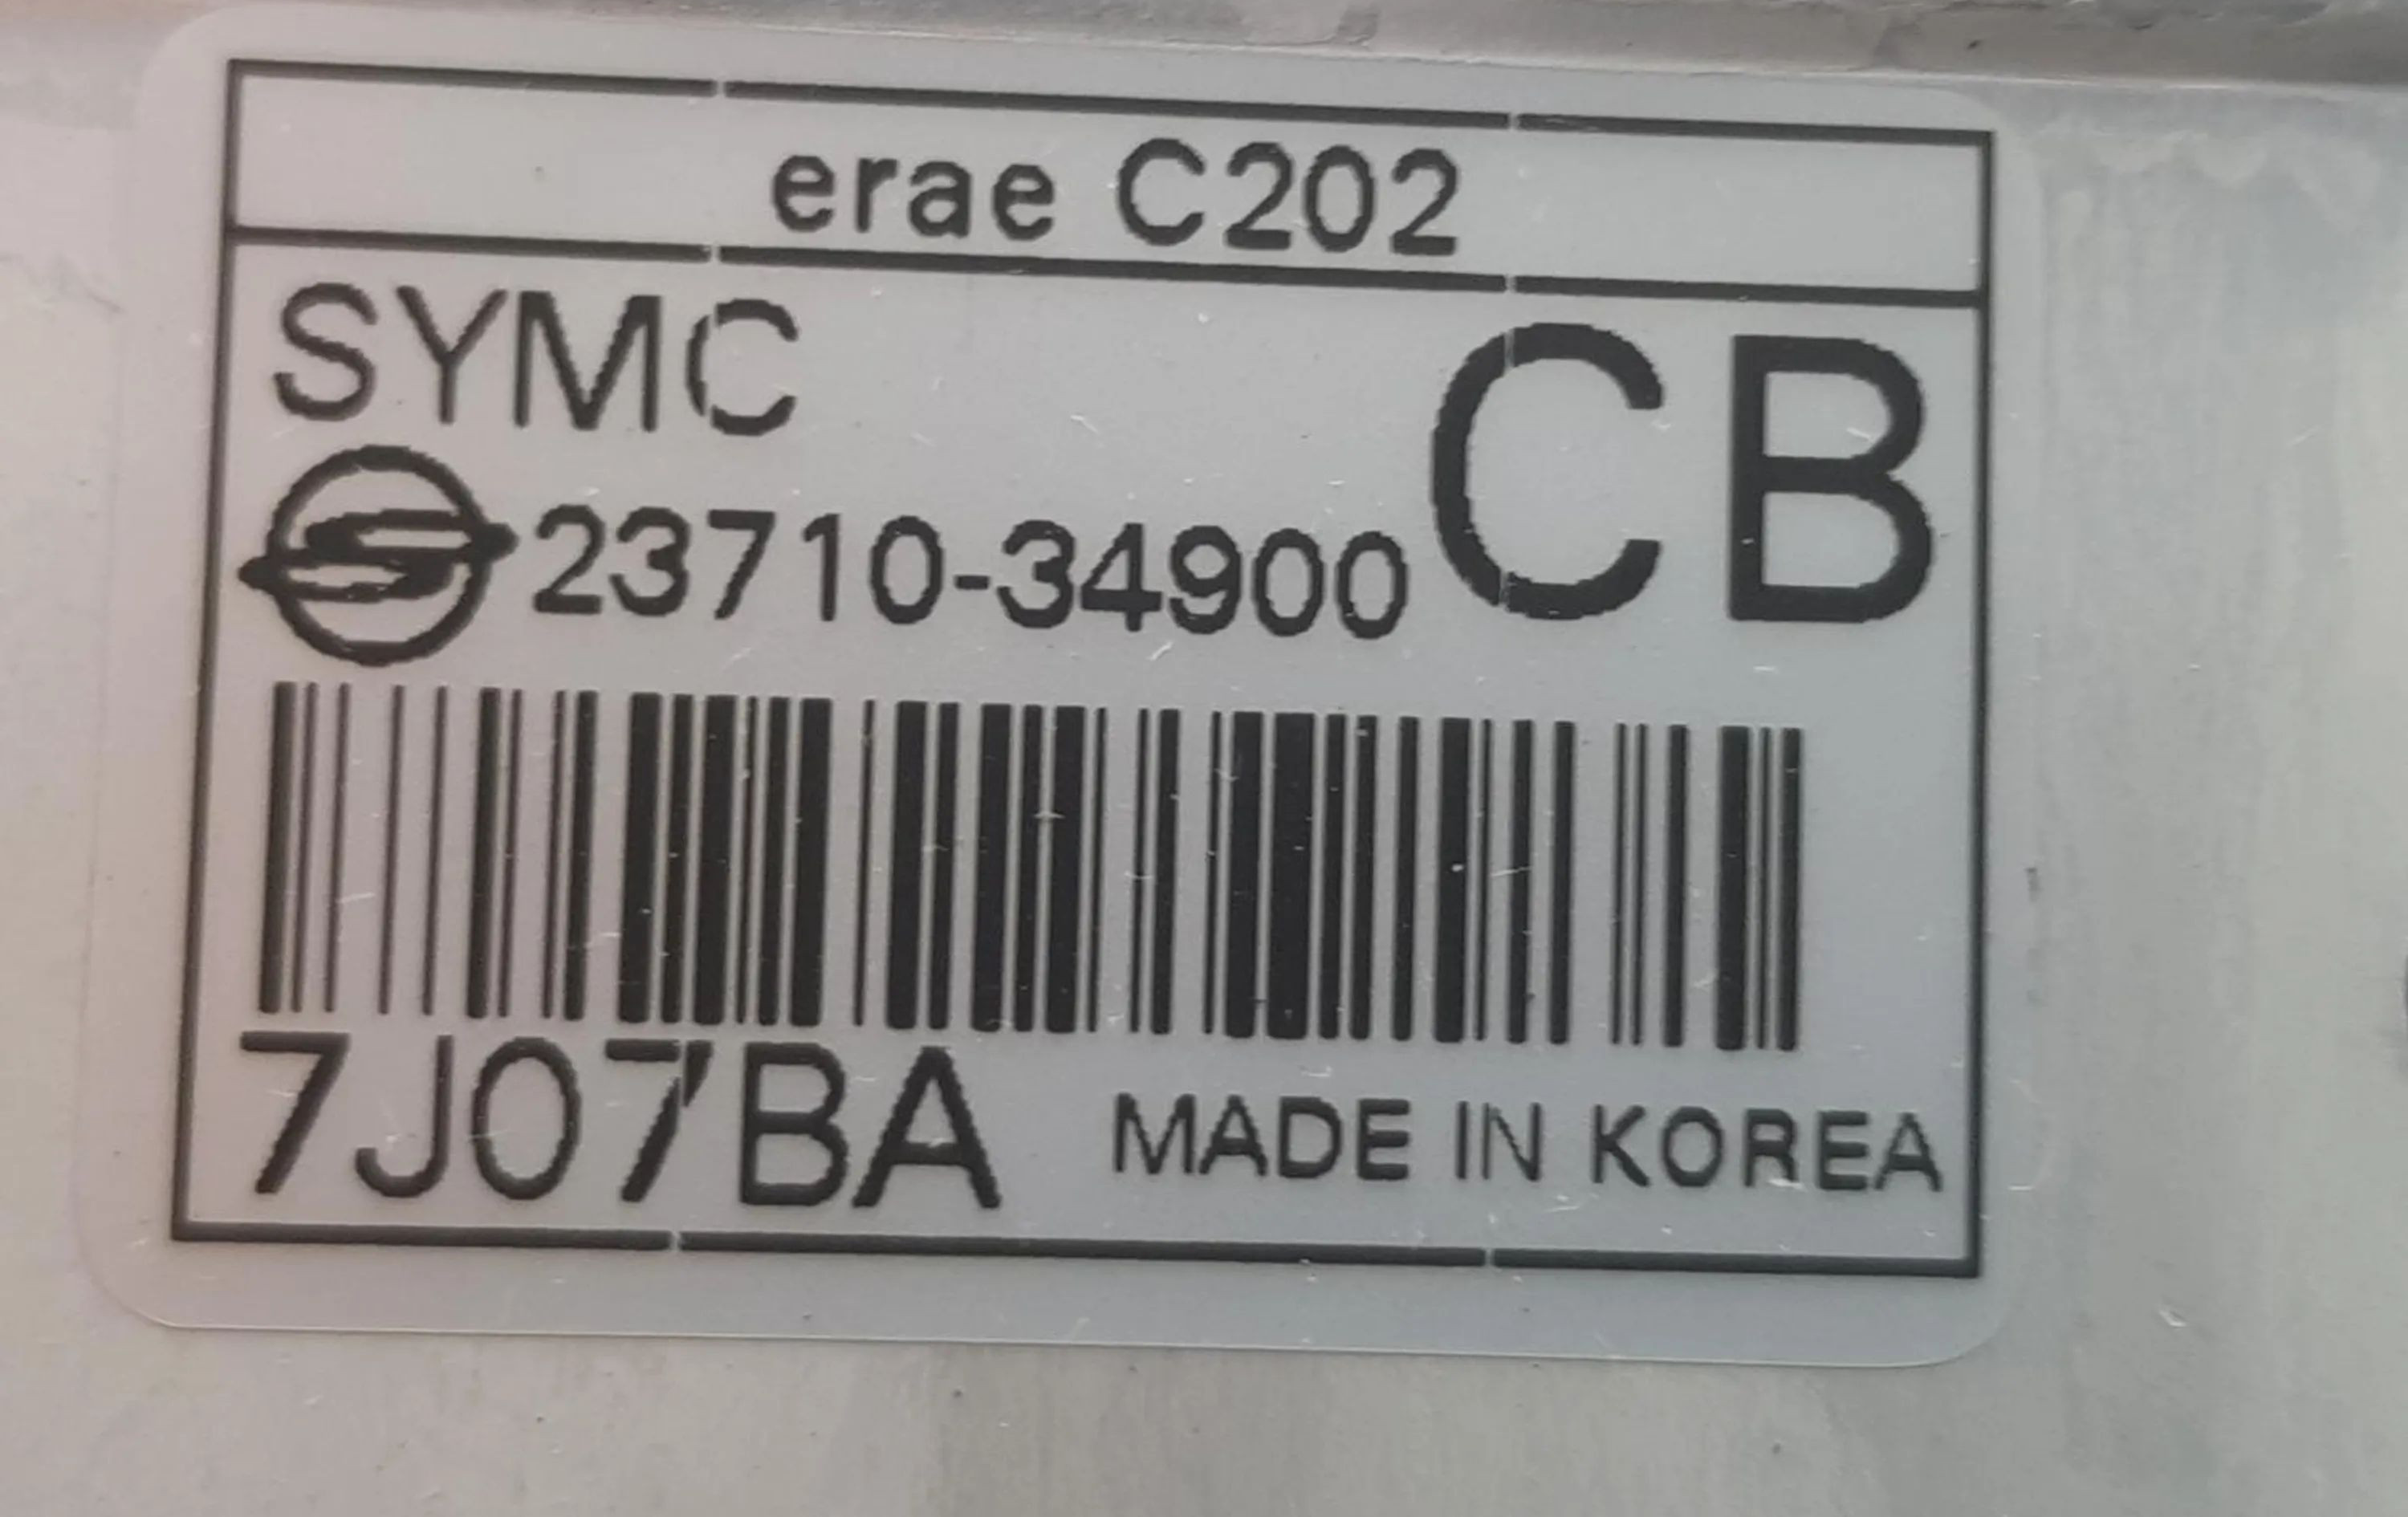 erae C202
SYMC
CB
23710-34900
7J07BA MADE IN KOREA